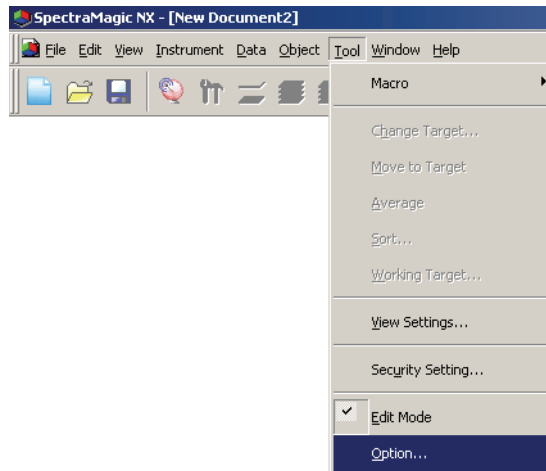 SpectraMagic NX - [New Document2]
File Edit View Instrument Data Object Tool Window Help
Macro
Change Target...
Move to Target
Average
Sort...
Working Target...
View Settings...
Security Setting...
Edit Mode
Option...